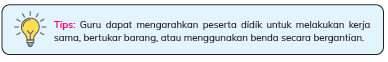 Tips: Guru dapat mengarahkan peserta didik untuk melakukan kerja
sama, bertukar barang, atau menggunakan benda secara bergantian.